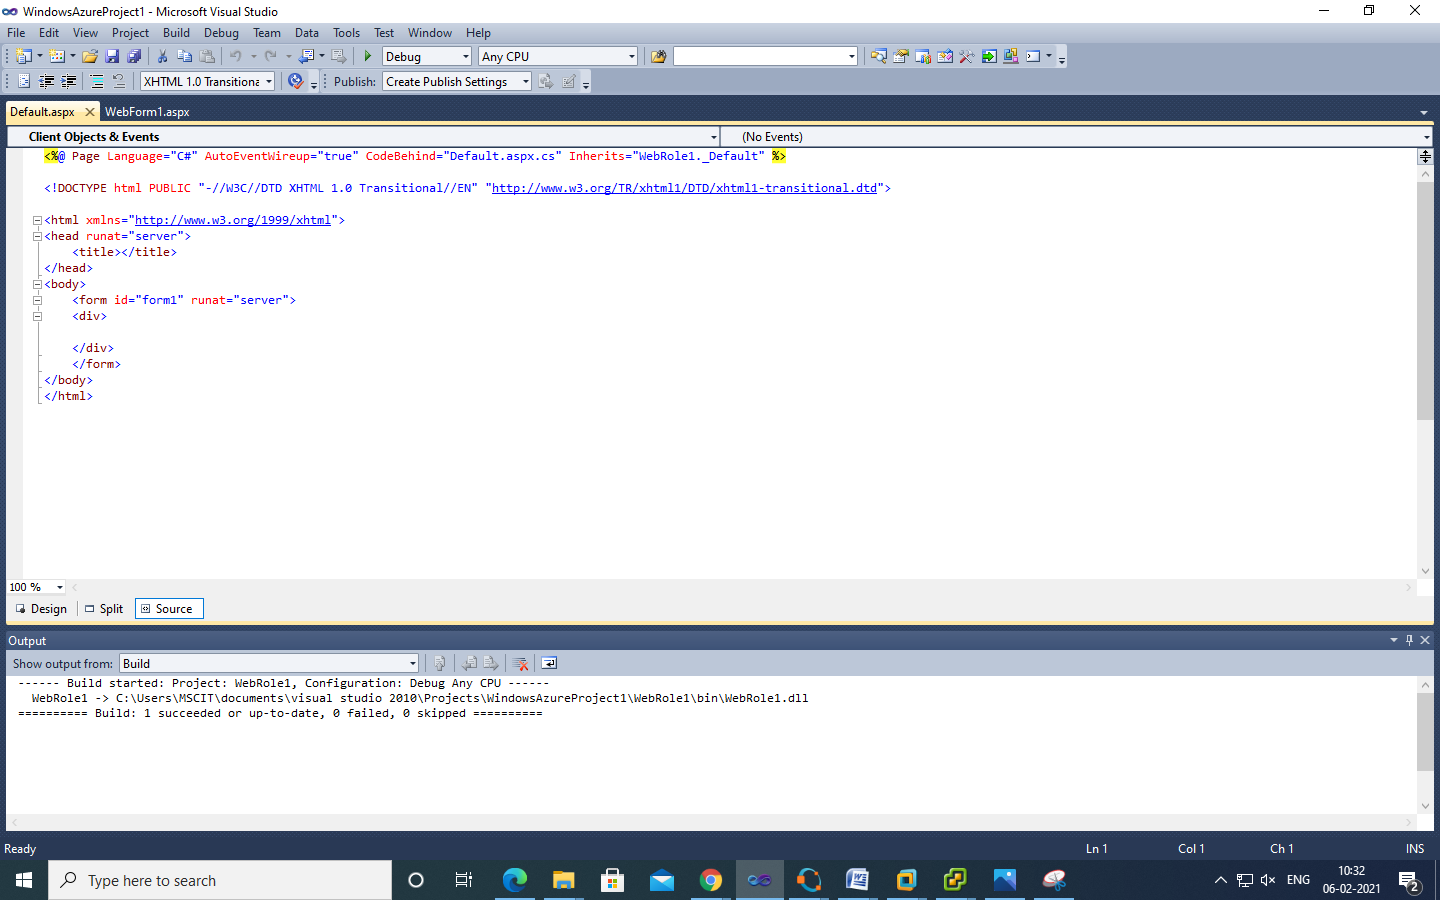 WindowsAzureProject1 - Microsoft Visual Studio
File Edit View Project Build Debug Team Data Tools Test Window Help
Debug Any CPU
XHTML 1.0 Transitiona Publish: Create Publish Settings
Default.aspx WebForm1.aspx
Client Objects & Events (No Events)
<%@ Page Language="C#" AutoEventWireup="true" CodeBehind="Default.aspx.cs" Inherits="WebRole1._Default" %>
<!DOCTYPE html PUBLIC "-//W3C//DTD XHTML 1.0 Transitional//EN" "http://www.w3.org/TR/xhtml1/DTD/xhtml1-transitional.dtd">
<html xmlns="http://www.w3.org/1999/xhtml">
<head runat="server">
<title></title>
</head>
<body>
<form id="form1" runat="server">
<div>
</div>
</form>
</body>
</html>
100 %
Design Split Source
Output
Show output from: Build
------ Build started: Project: WebRole1, Configuration: Debug Any CPU ------
WebRole1 -> C:\Users\MSCIT\documents\visual studio 2010\Projects\WindowsAzureProject1\WebRole1\bin\WebRole1.dll
========== Build: 1 succeeded or up-to-date, 0 failed, 0 skipped ==========
Ready Ln 1 Col 1 Ch 1 INS
Type here to search ENG 10:32
06-02-2021 2